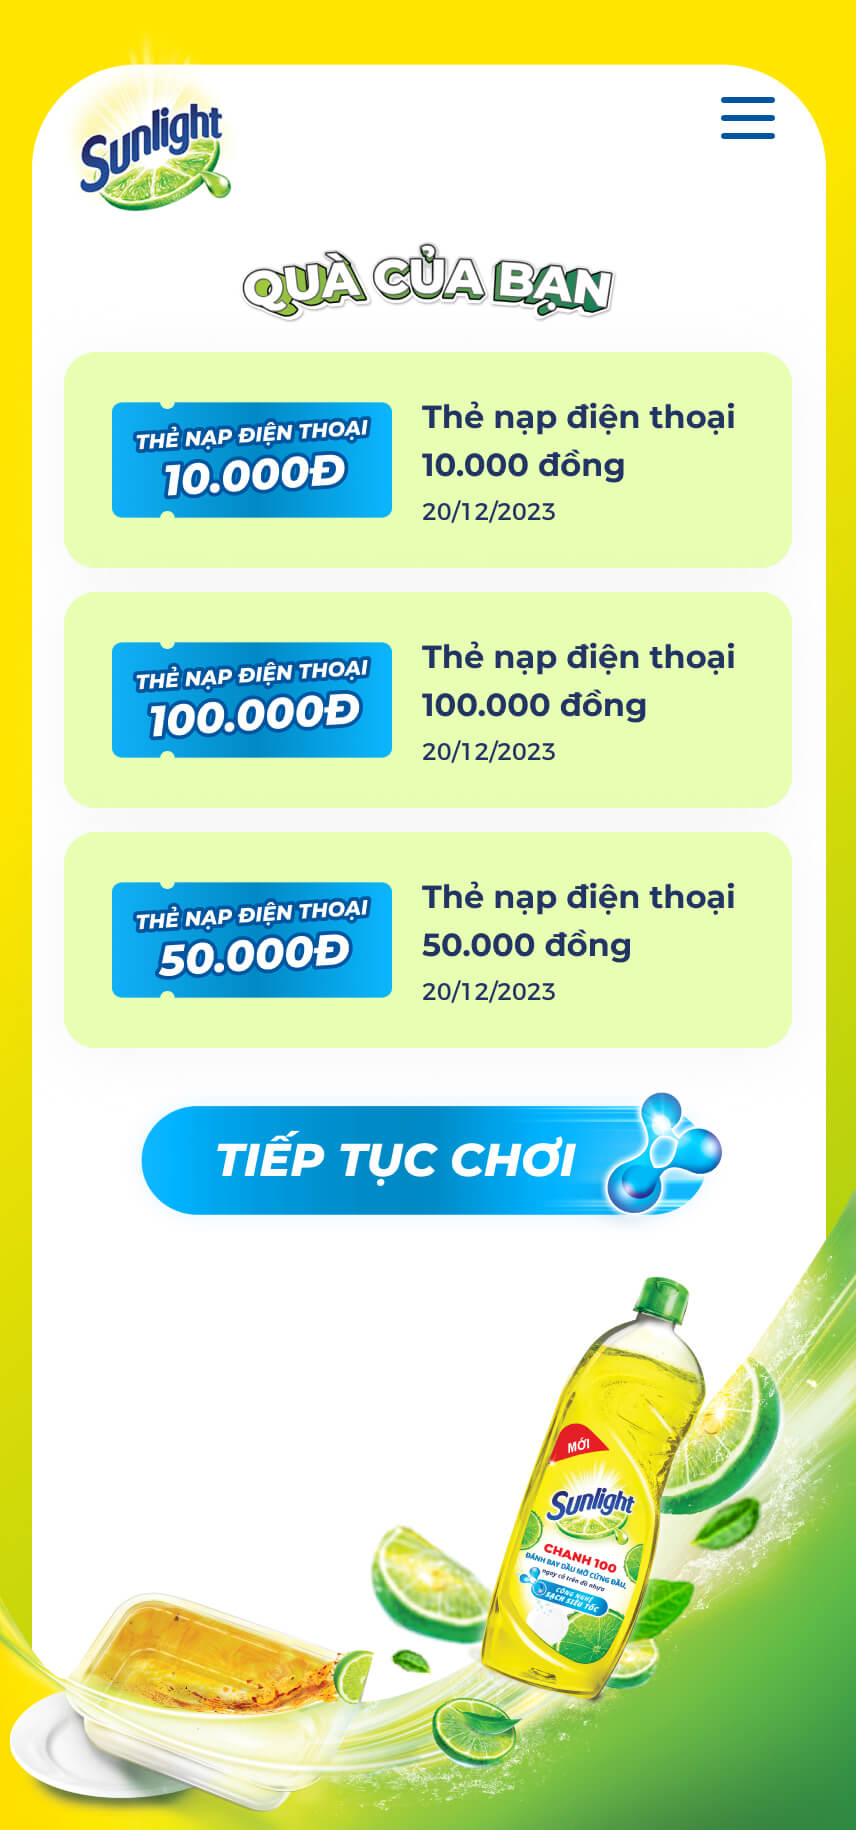 Sunlight
QUÀ CỦA BẠN
THẺ NẠP ĐIỆN THOẠI
10.000Đ
Thẻ nạp điện thoại
10.000 đồng
20/12/2023
THẺ NẠP ĐIỆN THOẠI
100.000Đ
Thẻ nạp điện thoại
100.000 đồng
20/12/2023
THẺ NẠP ĐIỆN THOẠI
50.000Đ
Thẻ nạp điện thoại
50.000 đồng
20/12/2023
TIẾP TỤC CHƠI
MỚI
Sunlight
CHANH 100
ĐÁNH BAY DẦU MỠ CỨNG ĐẦU,
ngay cả trên đồ nhựa
CÔNG NGHỆ
SẠCH SIÊU TỐC